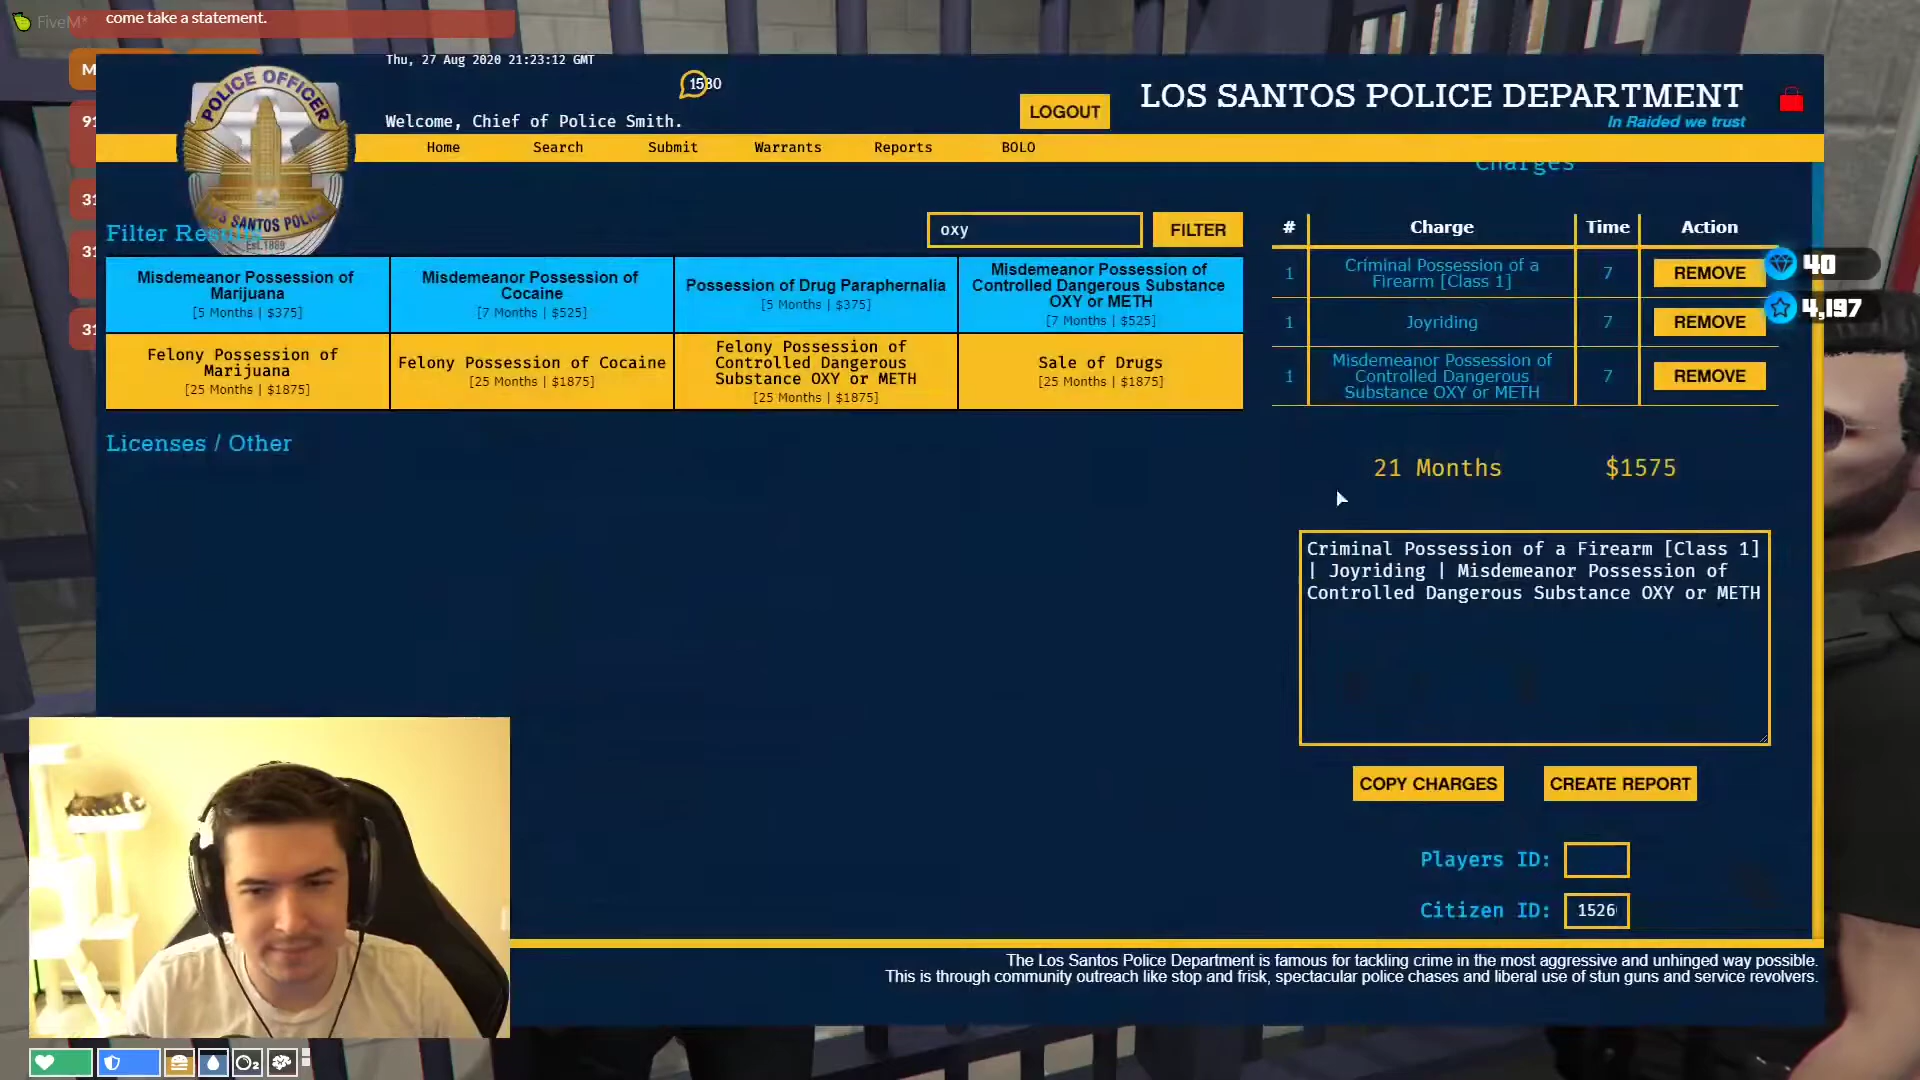 FiveM*
come take a statement.
M
91
31
31
31
Thu, 27 Aug 2020 21:23:12 GMT
POLICE OFFICER
LOS SANTOS POLICE
Est.1889
Welcome, Chief of Police Smith.
LOGOUT
LOS SANTOS POLICE DEPARTMENT
In Raided we trust
Home
Search
Submit
Warrants
Reports
BOLO
Charges
Filter Results
oxy
FILTER
Misdemeanor Possession of
Marijuana
[5 Months | $375]
Misdemeanor Possession of
Cocaine
[7 Months | $525]
Possession of Drug Paraphernalia
[5 Months | $375]
Misdemeanor Possession of
Controlled Dangerous Substance
OXY or METH
[7 Months | $525]
Felony Possession of
Marijuana
[25 Months | $1875]
Felony Possession of Cocaine
[25 Months | $1875]
Felony Possession of
Controlled Dangerous
Substance OXY or METH
[25 Months | $1875]
Sale of Drugs
[25 Months | $1875]
Licenses / Other
# Charge Time Action
1 Criminal Possession of a
Firearm [Class 1] 7 REMOVE
1 Joyriding 7 REMOVE
1 Misdemeanor Possession of
Controlled Dangerous
Substance OXY or METH 7 REMOVE
40
4,197
21 Months $1575
Criminal Possession of a Firearm [Class 1]
| Joyriding | Misdemeanor Possession of
Controlled Dangerous Substance OXY or METH
COPY CHARGES
CREATE REPORT
Players ID:
Citizen ID: 1526
The Los Santos Police Department is famous for tackling crime in the most aggressive and unhinged way possible.
This is through community outreach like stop and frisk, spectacular police chases and liberal use of stun guns and service revolvers.
O2